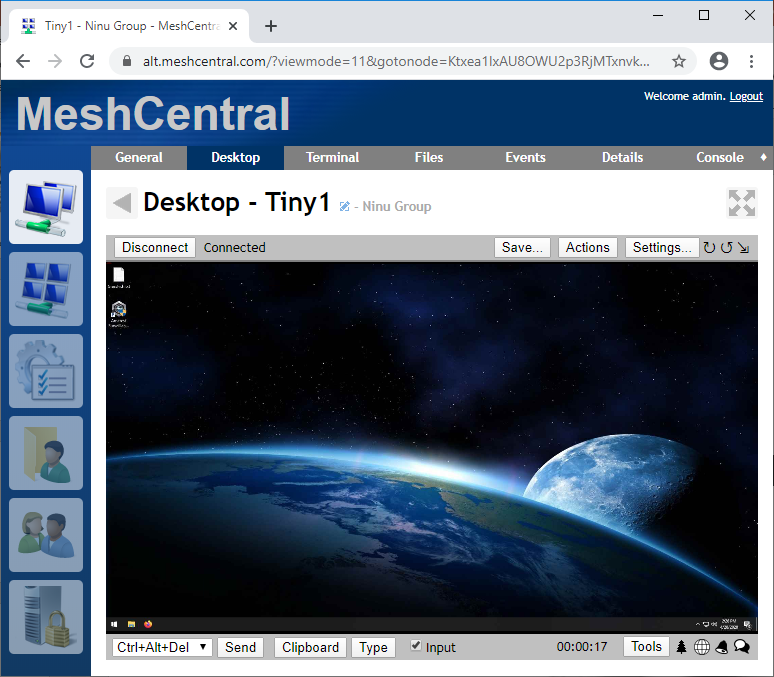 Tiny1 - Ninu Group - MeshCentra
alt.meshcentral.com/?viewmode=11&gotonode=Ktxea1lxAU8OWU2p3RjMTxnvk...
MeshCentral
Welcome admin. Logout
General Desktop Terminal Files Events Details Console
Desktop - Tiny1 - Ninu Group
Disconnect Connected Save... Actions Settings...
Ctrl+Alt+Del Send Clipboard Type Input 00:00:17 Tools